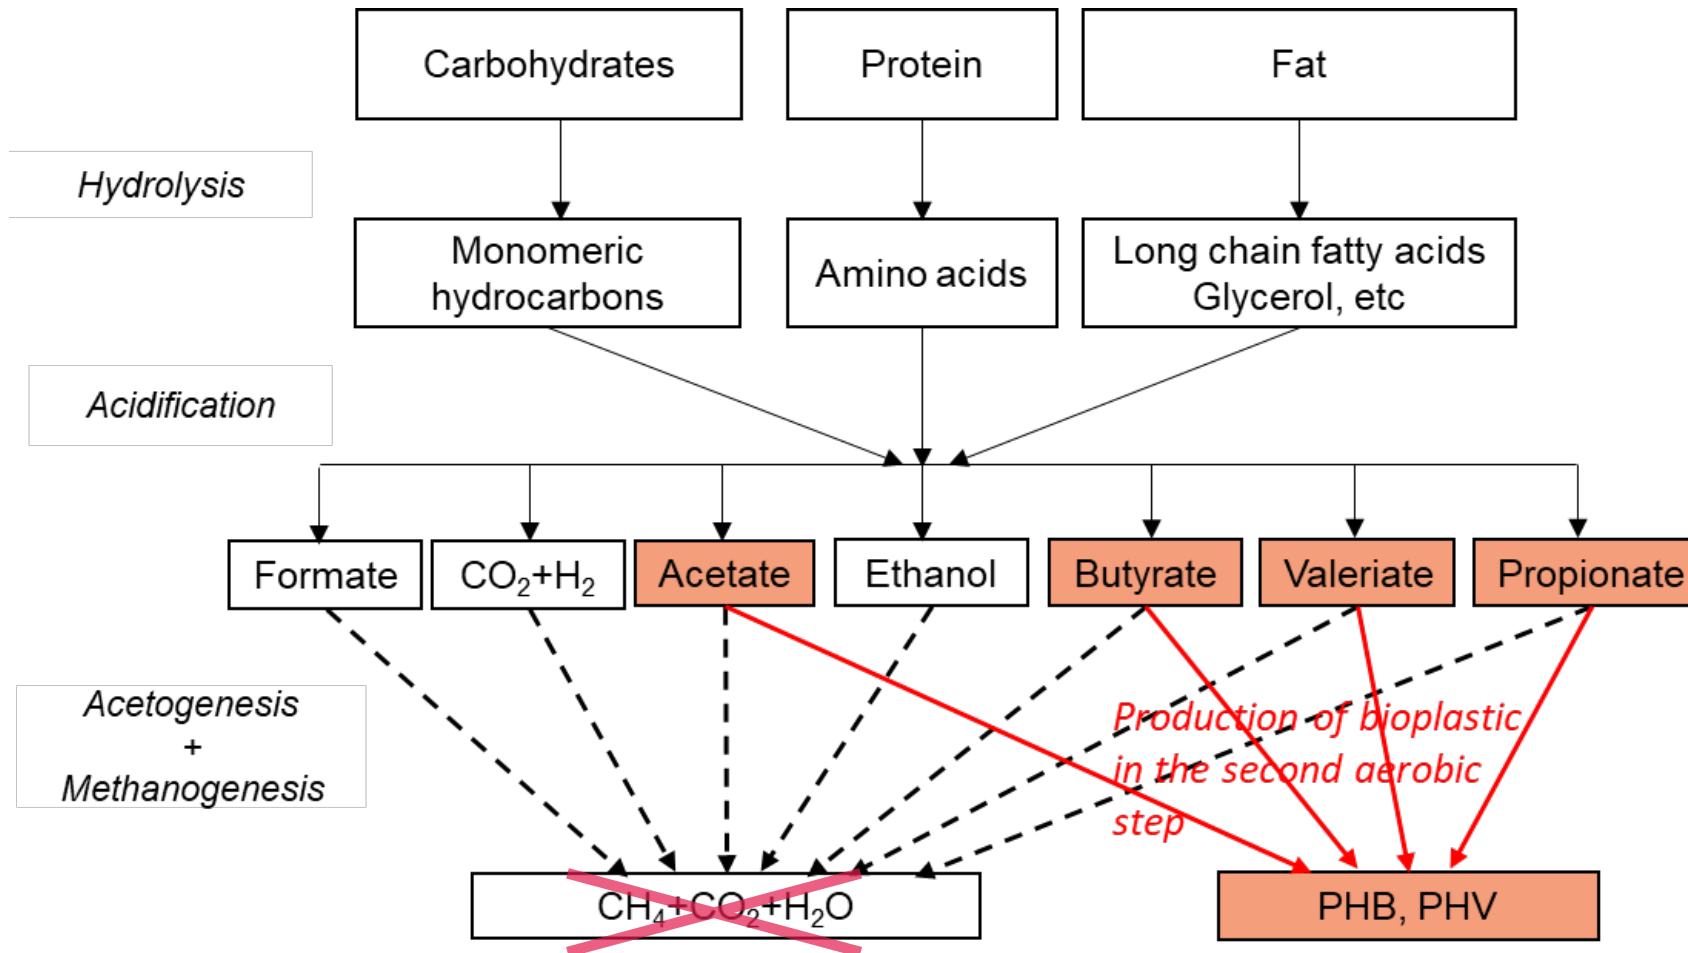 Carbohydrates
Protein
Fat
Hydrolysis
Monomeric
hydrocarbons
Amino acids
Long chain fatty acids
Glycerol, etc
Acidification
Formate
CO₂+H₂
Acetate
Ethanol
Butyrate
Valeriate
Propionate
Acetogenesis
+
Methanogenesis
Production of bioplastic
in the second aerobic
step
CH₄+CO₂+H₂O
PHB, PHV